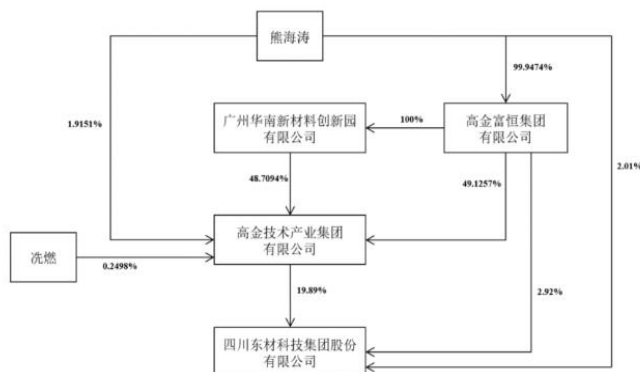 熊海涛
99.9474%
1.9151%
广州华南新材料创新园
有限公司
100%
高金富恒集团
有限公司
2.01%
48.7094%
49.1257%
高金技术产业集团
有限公司
冼燃
0.2498%
19.89%
2.92%
四川东材科技集团股份
有限公司